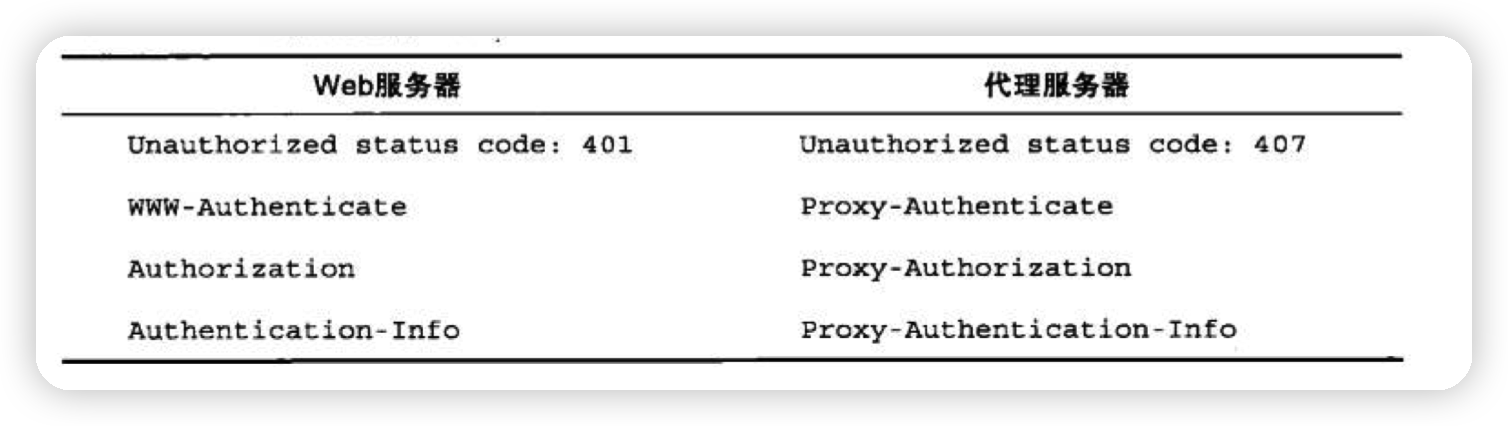 Web服务器 代理服务器
Unauthorized status code: 401 Unauthorized status code: 407
WWW-Authenticate Proxy-Authenticate
Authorization Proxy-Authorization
Authentication-Info Proxy-Authentication-Info